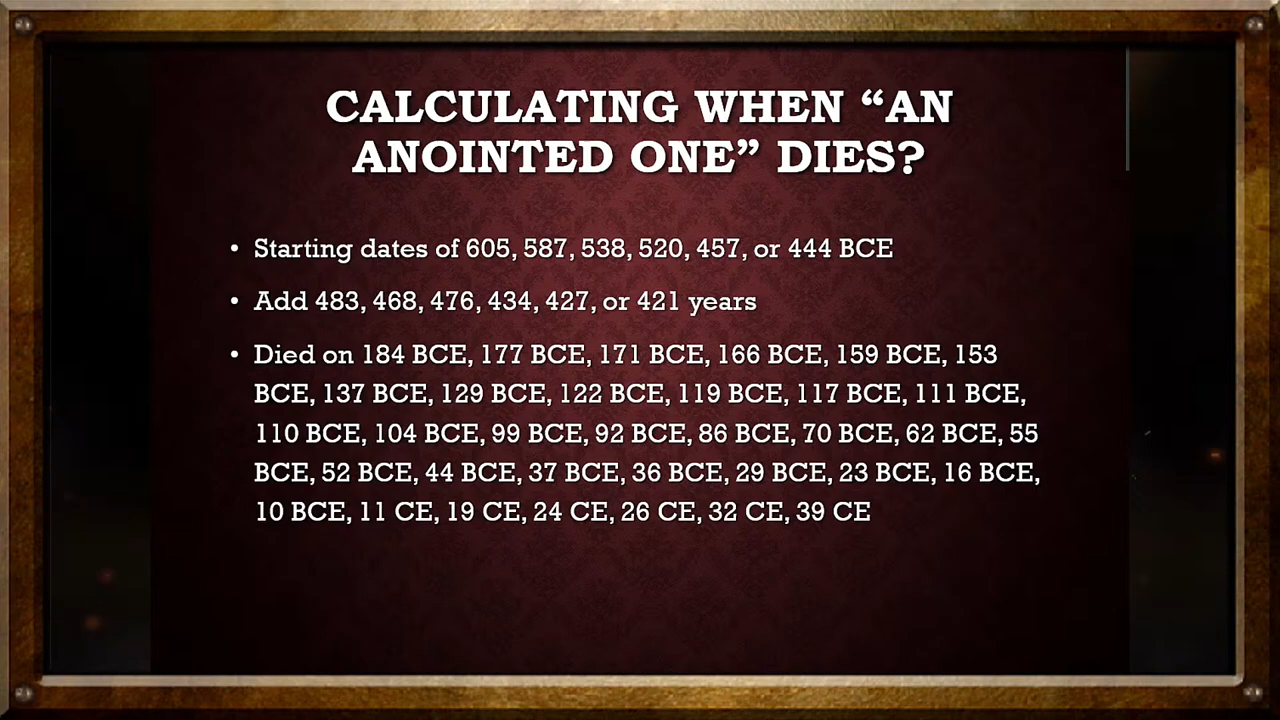 CALCULATING WHEN “AN
ANOINTED ONE” DIES?
• Starting dates of 605, 587, 538, 520, 457, or 444 BCE
• Add 483, 468, 476, 434, 427, or 421 years
• Died on 184 BCE, 177 BCE, 171 BCE, 166 BCE, 159 BCE, 153
BCE, 137 BCE, 129 BCE, 122 BCE, 119 BCE, 117 BCE, 111 BCE,
110 BCE, 104 BCE, 99 BCE, 92 BCE, 86 BCE, 70 BCE, 62 BCE, 55
BCE, 52 BCE, 44 BCE, 37 BCE, 36 BCE, 29 BCE, 23 BCE, 16 BCE,
10 BCE, 11 CE, 19 CE, 24 CE, 26 CE, 32 CE, 39 CE